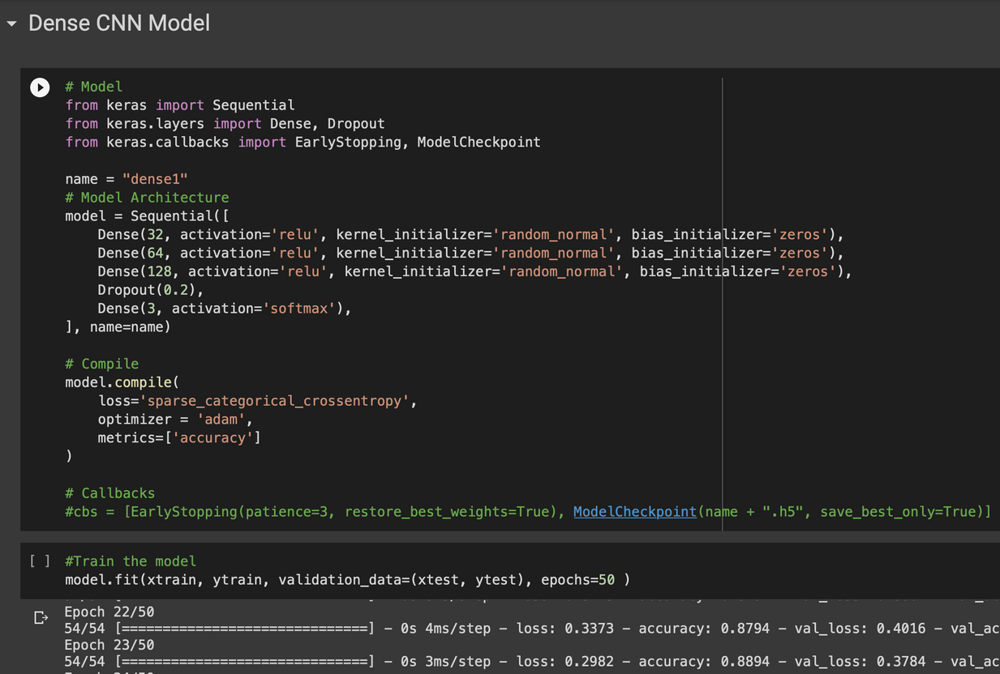 Dense CNN Model
# Model
from keras import Sequential
from keras.layers import Dense, Dropout
from keras.callbacks import EarlyStopping, ModelCheckpoint
name = "dense1"
# Model Architecture
model = Sequential([
    Dense(32, activation='relu', kernel_initializer='random_normal', bias_initializer='zeros'),
    Dense(64, activation='relu', kernel_initializer='random_normal', bias_initializer='zeros'),
    Dense(128, activation='relu', kernel_initializer='random_normal', bias_initializer='zeros'),
    Dropout(0.2),
    Dense(3, activation='softmax'),
], name=name)
# Compile
model.compile(
    loss='sparse_categorical_crossentropy',
    optimizer = 'adam',
    metrics=['accuracy']
)
# Callbacks
#cbs = [EarlyStopping(patience=3, restore_best_weights=True), ModelCheckpoint(name + ".h5", save_best_only=True)]
[ ] #Train the model
model.fit(xtrain, ytrain, validation_data=(xtest, ytest), epochs=50 )
Epoch 22/50
54/54 [==============================] - 0s 4ms/step - loss: 0.3373 - accuracy: 0.8794 - val_loss: 0.4016 - val_ac
Epoch 23/50
54/54 [==============================] - 0s 3ms/step - loss: 0.2982 - accuracy: 0.8894 - val_loss: 0.3784 - val_ac